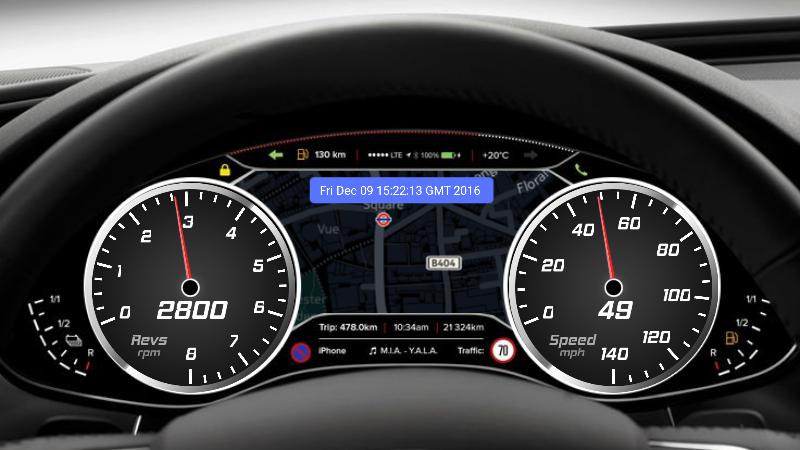 130 km
LTE
100%
+20°C
Fri Dec 09 15:22:13 GMT 2016
Square
Vue
B404
0
1
2
3
4
5
6
7
8
2800
Revs
rpm
0
20
40
60
80
100
120
140
49
Speed
mph
1/1
1/2
R
1/1
1/2
R
Trip: 478.0km
10:34am
21 324km
iPhone
M.I.A. - Y.A.L.A.
Traffic:
70